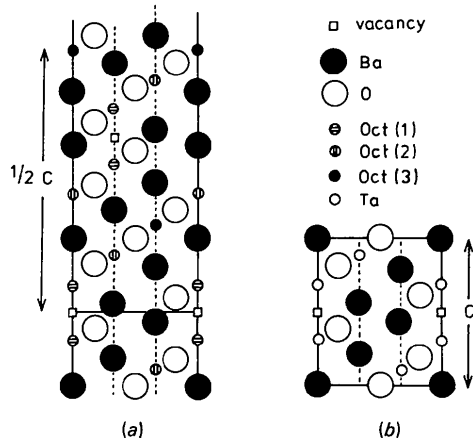 vacancy
Ba
O
Oct (1)
Oct (2)
Oct (3)
Ta
1/2 C
C
(a)
(b)